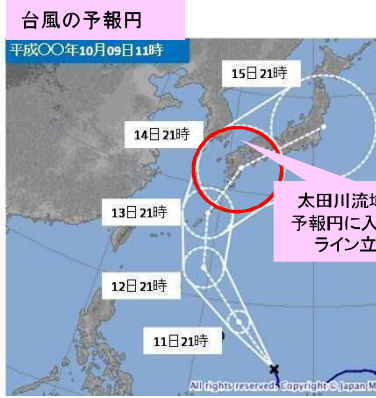 台風の予報円
平成〇〇年10月09日11時
15日21時
14日21時
13日21時
12日21時
11日21時
太田川流域
予報円に入
ライン立
All rights reserved. Copyright © Japan M